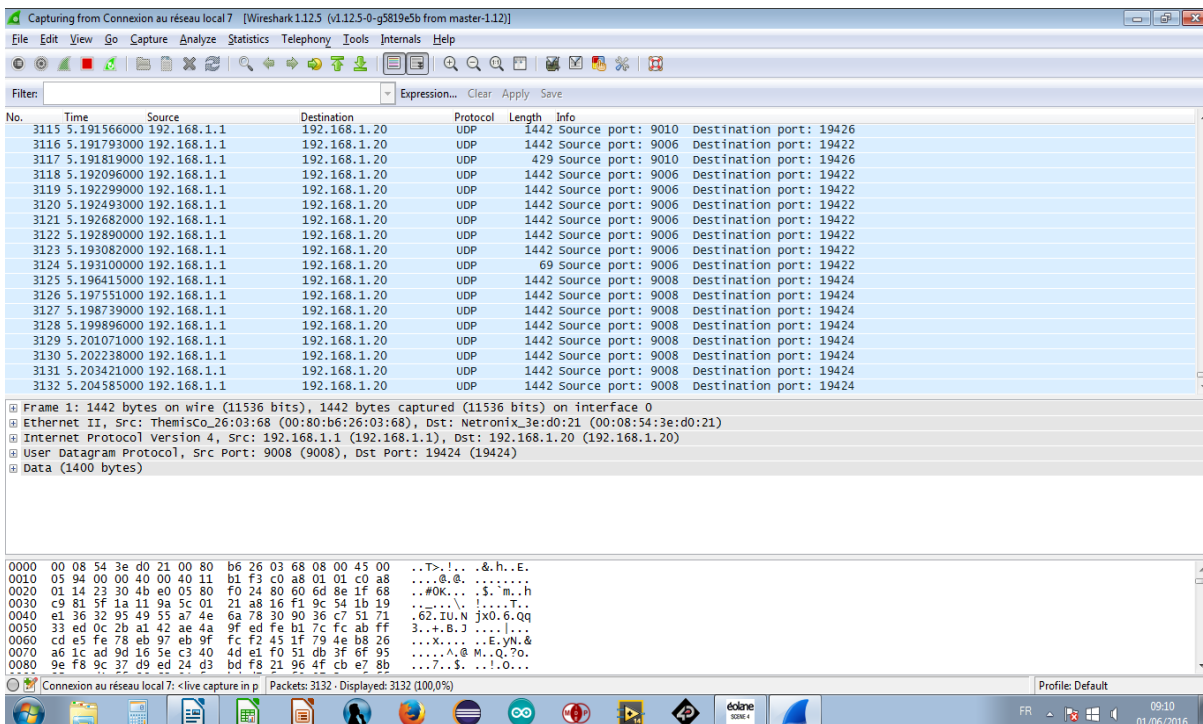 Capturing from Connexion au réseau local 7 [Wireshark 1.12.5 (v1.12.5-0-g5819e5b from master-1.12)]
File Edit View Go Capture Analyze Statistics Telephony Tools Internals Help
Filter: Expression... Clear Apply Save
No. Time Source Destination Protocol Length Info
3115 5.191566000 192.168.1.1 192.168.1.20 UDP 1442 Source port: 9010 Destination port: 19426
3116 5.191793000 192.168.1.1 192.168.1.20 UDP 1442 Source port: 9006 Destination port: 19422
3117 5.191819000 192.168.1.1 192.168.1.20 UDP 429 Source port: 9010 Destination port: 19426
3118 5.192096000 192.168.1.1 192.168.1.20 UDP 1442 Source port: 9006 Destination port: 19422
3119 5.192299000 192.168.1.1 192.168.1.20 UDP 1442 Source port: 9006 Destination port: 19422
3120 5.192493000 192.168.1.1 192.168.1.20 UDP 1442 Source port: 9006 Destination port: 19422
3121 5.192682000 192.168.1.1 192.168.1.20 UDP 1442 Source port: 9006 Destination port: 19422
3122 5.192890000 192.168.1.1 192.168.1.20 UDP 1442 Source port: 9006 Destination port: 19422
3123 5.193082000 192.168.1.1 192.168.1.20 UDP 1442 Source port: 9006 Destination port: 19422
3124 5.193100000 192.168.1.1 192.168.1.20 UDP 69 Source port: 9006 Destination port: 19422
3125 5.196415000 192.168.1.1 192.168.1.20 UDP 1442 Source port: 9008 Destination port: 19424
3126 5.197551000 192.168.1.1 192.168.1.20 UDP 1442 Source port: 9008 Destination port: 19424
3127 5.198739000 192.168.1.1 192.168.1.20 UDP 1442 Source port: 9008 Destination port: 19424
3128 5.199896000 192.168.1.1 192.168.1.20 UDP 1442 Source port: 9008 Destination port: 19424
3129 5.201071000 192.168.1.1 192.168.1.20 UDP 1442 Source port: 9008 Destination port: 19424
3130 5.202238000 192.168.1.1 192.168.1.20 UDP 1442 Source port: 9008 Destination port: 19424
3131 5.203421000 192.168.1.1 192.168.1.20 UDP 1442 Source port: 9008 Destination port: 19424
3132 5.204585000 192.168.1.1 192.168.1.20 UDP 1442 Source port: 9008 Destination port: 19424
Frame 1: 1442 bytes on wire (11536 bits), 1442 bytes captured (11536 bits) on interface 0
Ethernet II, Src: ThemisCo_26:03:68 (00:80:b6:26:03:68), Dst: Netronix_3e:d0:21 (00:08:54:3e:d0:21)
Internet Protocol Version 4, Src: 192.168.1.1 (192.168.1.1), Dst: 192.168.1.20 (192.168.1.20)
User Datagram Protocol, Src Port: 9008 (9008), Dst Port: 19424 (19424)
Data (1400 bytes)
0000 00 08 54 3e d0 21 00 80 b6 26 03 68 08 00 45 00 ..T>.!.. .&.h..E.
0010 05 94 00 00 40 00 40 11 b1 f3 c0 a8 01 01 c0 a8 ....@.@. ........
0020 01 14 23 30 4b e0 05 80 f0 24 80 60 6d 8e 1f 68 ..#0K... .$.`m..h
0030 c9 81 5f 1a 11 9a 5c 01 21 a8 16 f1 9c 54 1b 19 .._...\. !....T..
0040 e1 36 32 95 49 55 a7 4e 6a 78 30 90 36 c7 51 71 .62.IU.N jx0.6.Qq
0050 33 ed 0c 2b a1 42 ae 4a 9f ed fe b1 7c fc ab ff 3..+.B.J ....|...
0060 cd e5 fe 78 eb 97 eb 9f fc f2 45 1f 79 4e b8 26 ...x.... ..E.yN.&
0070 a6 1c ad 9d 16 5e c3 40 4d e1 f0 51 db 3f 6f 95 .....^.@ M..Q.?o.
0080 9e f8 9c 37 d9 ed 24 d3 bd f8 21 96 4f cb e7 8b ...7..$. ..!.O...
Connexion au réseau local 7: <live capture in p Packets: 3132 · Displayed: 3132 (100,0%) Profile: Default
14
éolane
SCENE 4
FR
09:10
01/06/2016